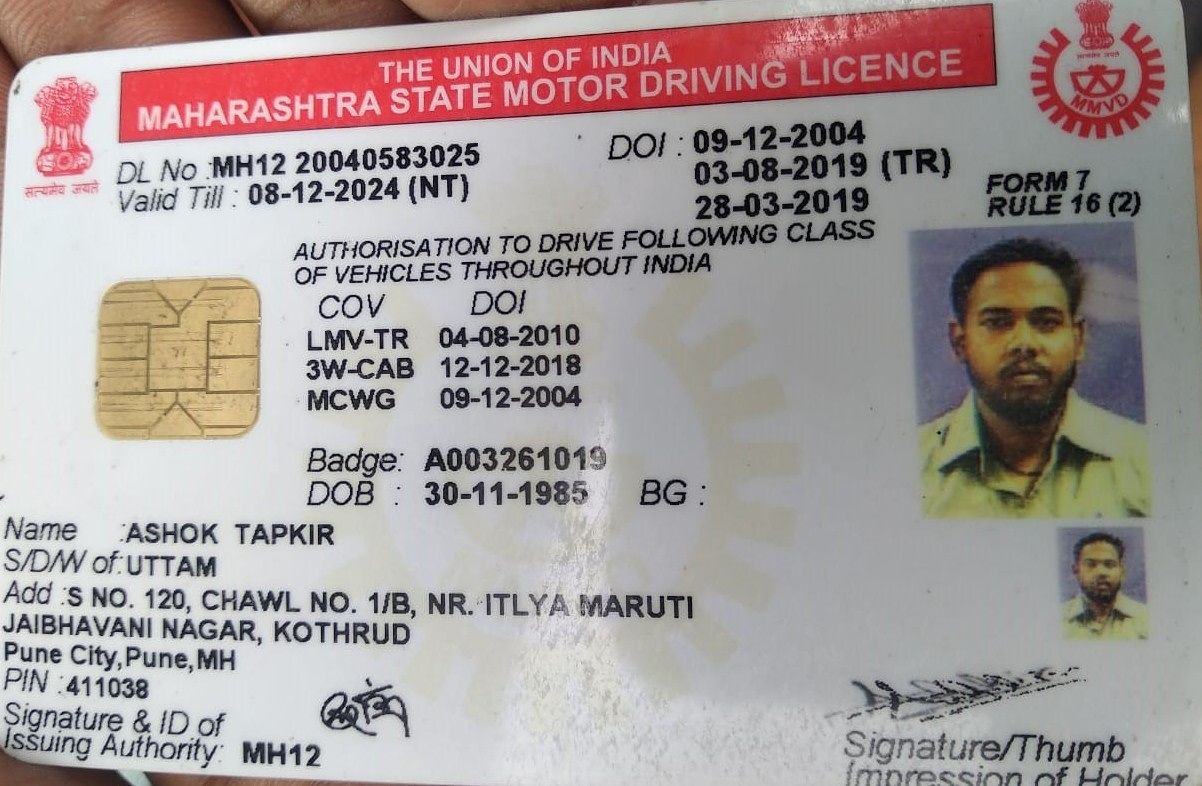 THE UNION OF INDIA
MAHARASHTRA STATE MOTOR DRIVING LICENCE
सत्यमेव जयते
MMVD
DL No :MH12 20040583025
DOI : 09-12-2004
Valid Till : 08-12-2024 (NT)
03-08-2019 (TR)
28-03-2019
FORM 7
RULE 16 (2)
AUTHORISATION TO DRIVE FOLLOWING CLASS
OF VEHICLES THROUGHOUT INDIA
COV DOI
LMV-TR 04-08-2010
3W-CAB 12-12-2018
MCWG 09-12-2004
Badge: A003261019
DOB : 30-11-1985 BG :
Name :ASHOK TAPKIR
S/D/W of:UTTAM
Add :S NO. 120, CHAWL NO. 1/B, NR. ITLYA MARUTI
JAIBHAVANI NAGAR, KOTHRUD
Pune City,Pune,MH
PIN :411038
Signature & ID of
Issuing Authority: MH12
Signature/Thumb
Impression of Holder